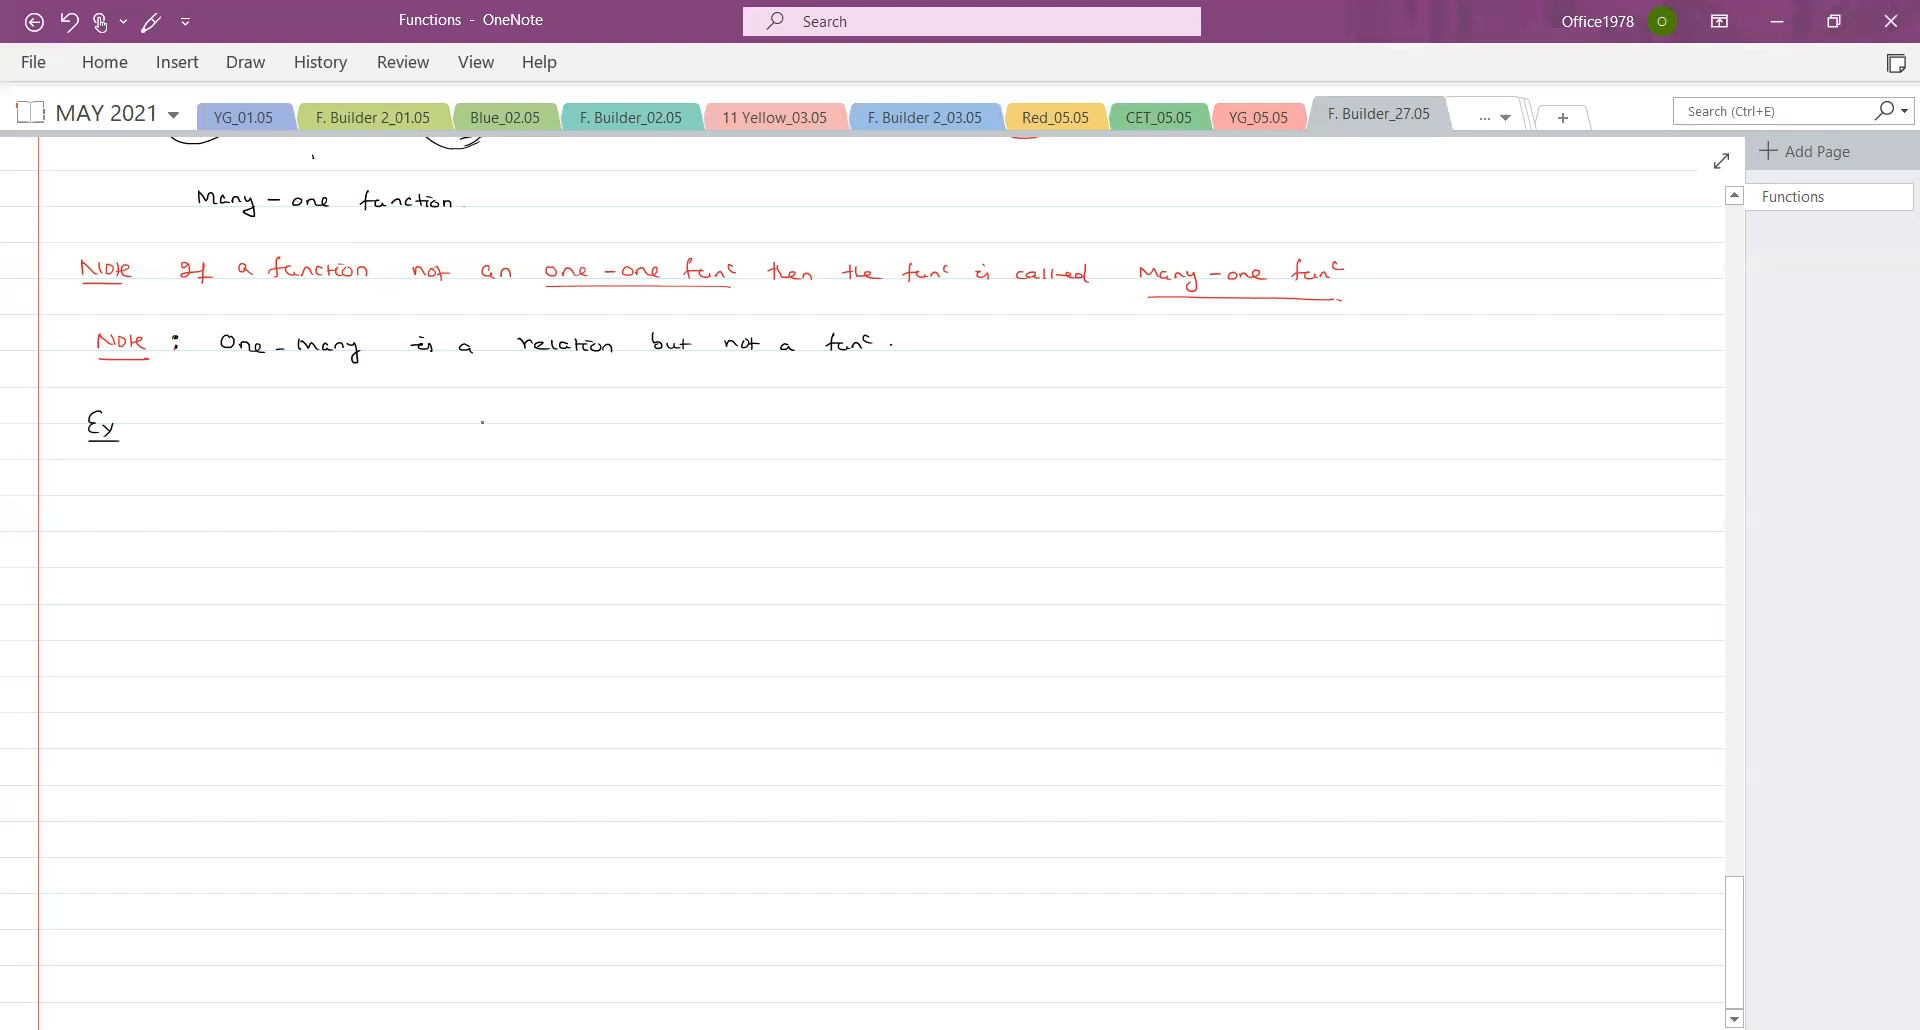 Functions - OneNote
Search
Office1978
O
File Home Insert Draw History Review View Help
MAY 2021
YG_01.05
F. Builder 2_01.05
Blue_02.05
F. Builder_02.05
11 Yellow_03.05
F. Builder 2_03.05
Red_05.05
CET_05.05
YG_05.05
F. Builder_27.05
...
Search (Ctrl+E)
Add Page
Functions
Many - one function.
Note If a function not an one-one funᶜ then the funᶜ is called Many-one funᶜ
Note : One-many is a relation but not a funᶜ.
Ex